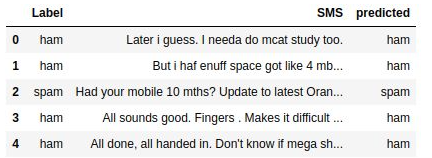 Label SMS predicted
0 ham Later i guess. I needa do mcat study too. ham
1 ham But i haf enuff space got like 4 mb... ham
2 spam Had your mobile 10 mths? Update to latest Oran... spam
3 ham All sounds good. Fingers . Makes it difficult ... ham
4 ham All done, all handed in. Don't know if mega sh... ham